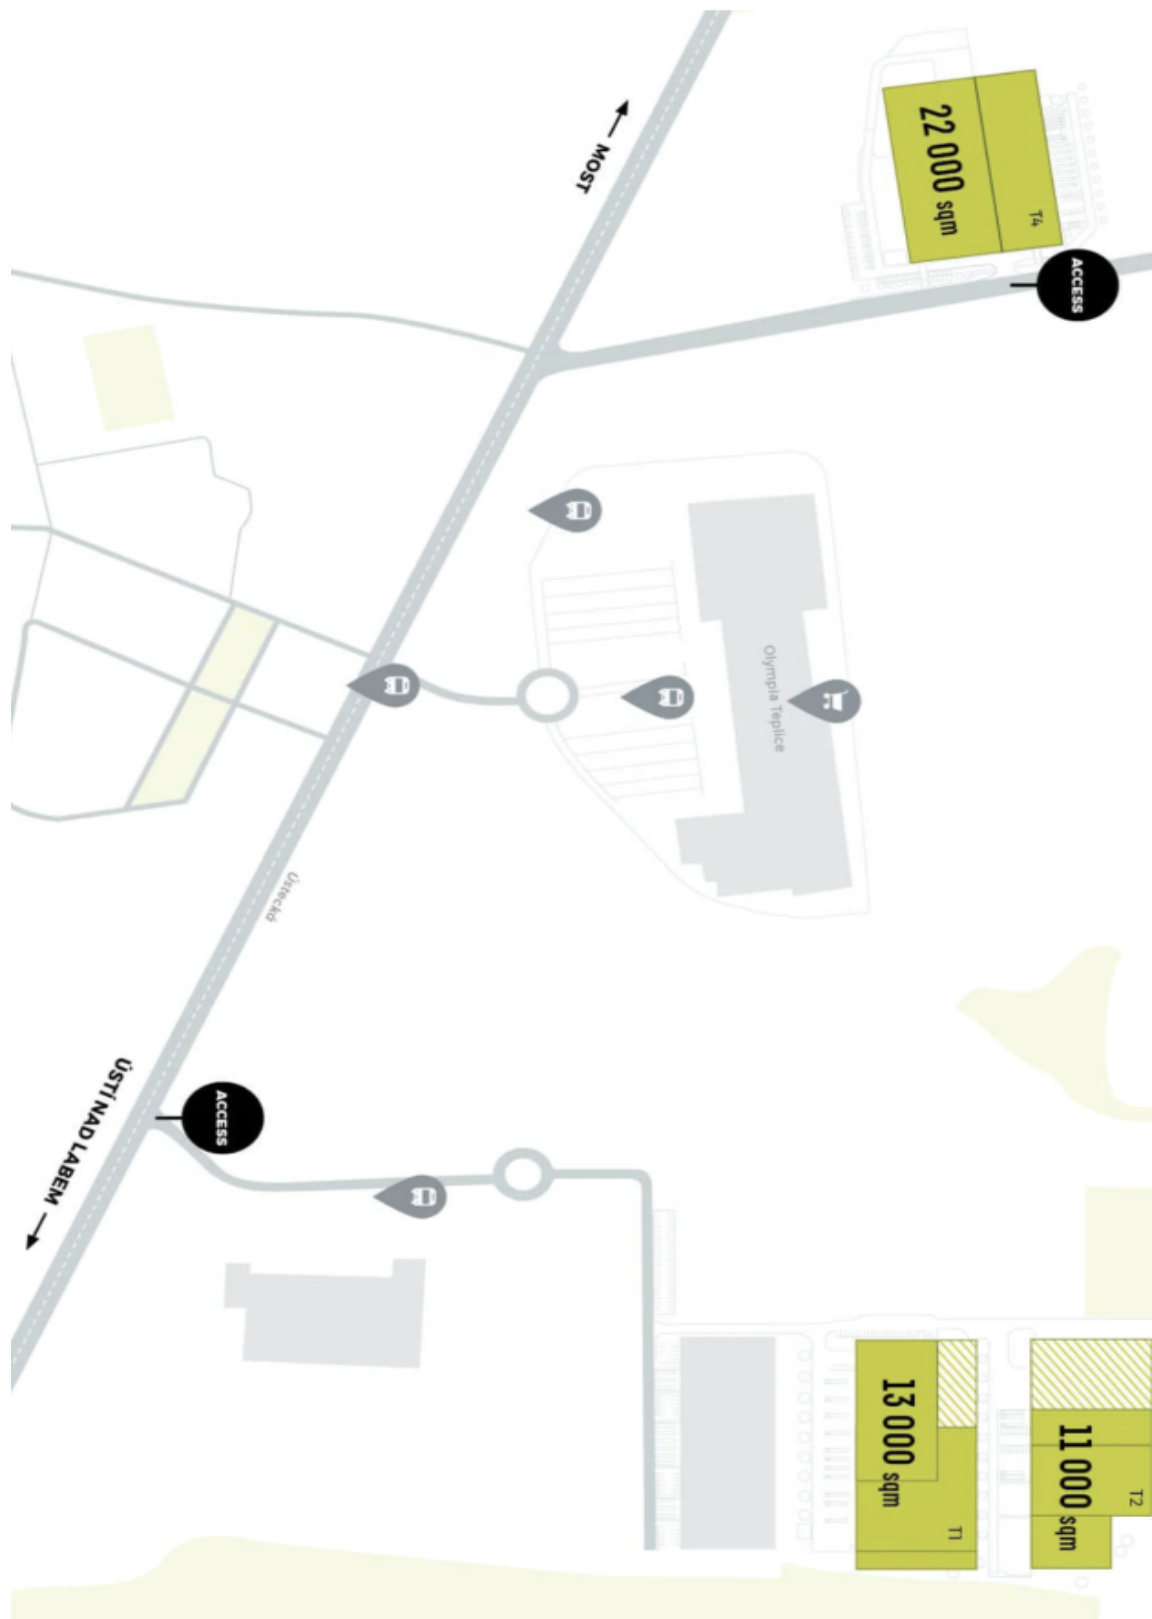 22 000 sqm
T4
ACCESS
MOST
Olympia Teplice
Ústecká
ÚSTÍ NAD LABEM
ACCESS
13 000 sqm
T1
11 000 sqm
T2